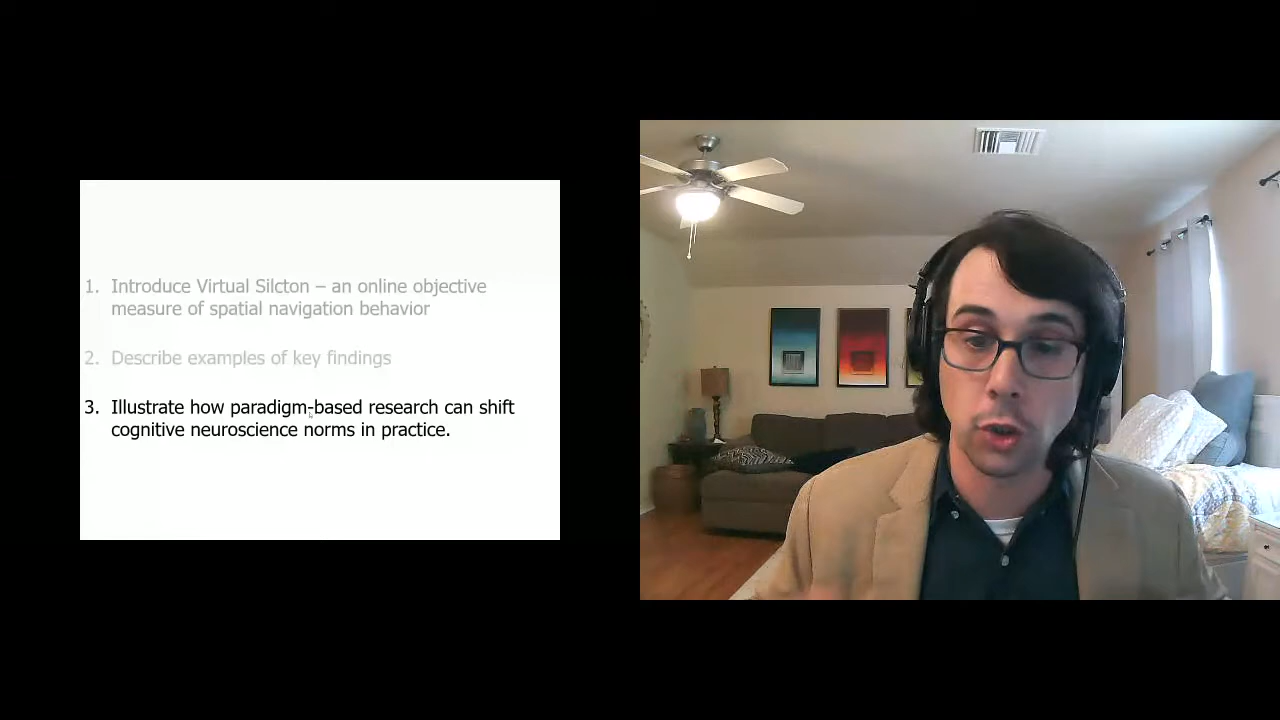 1. Introduce Virtual Silcton – an online objective
measure of spatial navigation behavior
2. Describe examples of key findings
3. Illustrate how paradigm-based research can shift
cognitive neuroscience norms in practice.